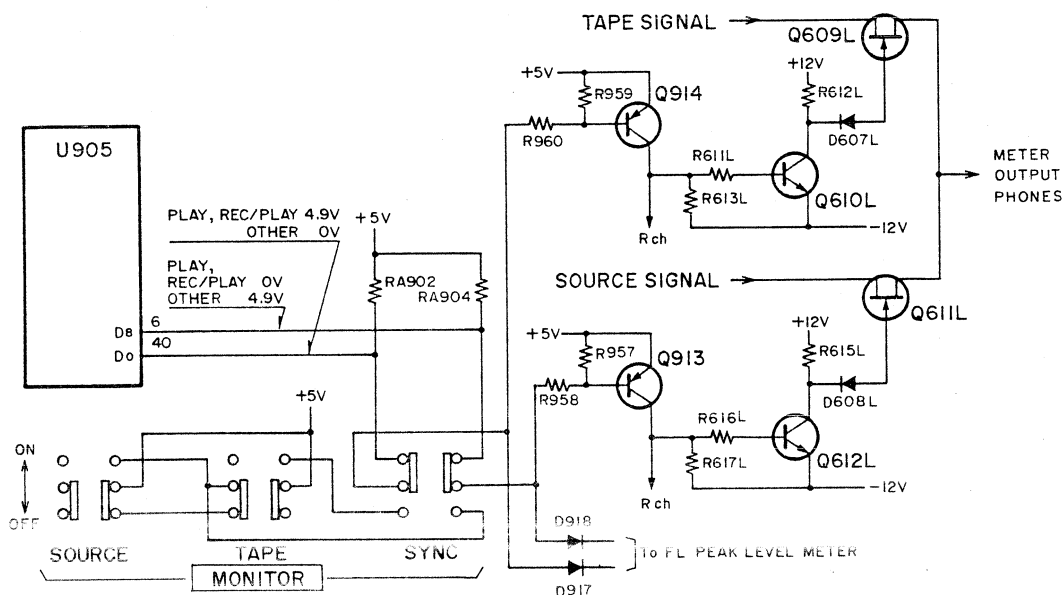 TAPE SIGNAL
Q609L
+12V
+5V
R959
Q914
R612L
R960
D607L
U905
R611L
METER
OUTPUT
PHONES
R613L
Q610L
PLAY, REC/PLAY 4.9V
OTHER 0V
+5V
Rch
-12V
PLAY,
REC/PLAY 0V
OTHER 4.9V
RA902
RA904
SOURCE SIGNAL
Q611L
D8
6
+12V
+5V
40
D0
R957
Q913
R615L
R958
D608L
+5V
R616L
ON
R617L
Q612L
OFF
Rch
-12V
D918
To FL PEAK LEVEL METER
SOURCE
TAPE
SYNC
MONITOR
D917